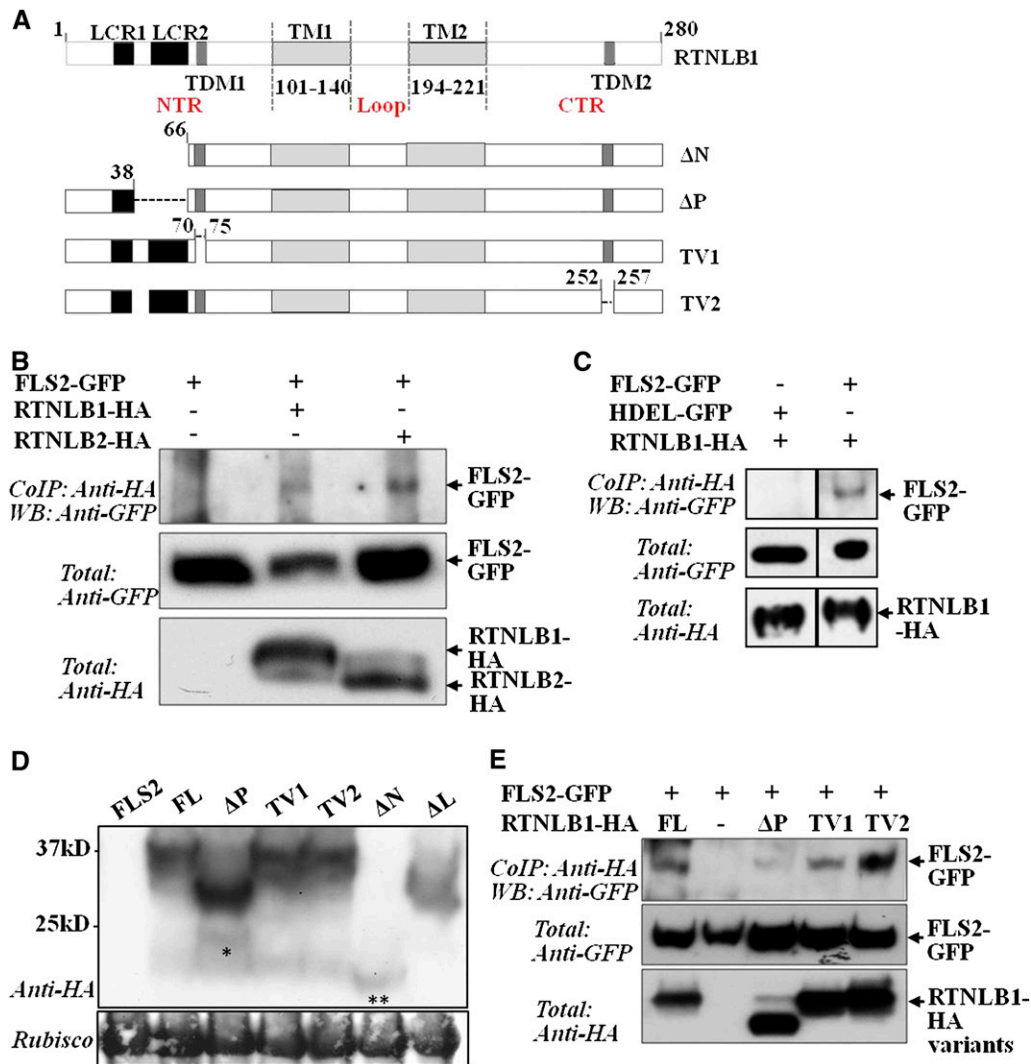 A
1 LCR1 LCR2 TM1 TM2 280
RTNLB1
TDM1 101-140 194-221 TDM2
NTR Loop CTR
66
ΔN
38
ΔP
70 75
TV1
252 257
TV2
B
FLS2-GFP + + +
RTNLB1-HA - + -
RTNLB2-HA - - +
CoIP: Anti-HA
WB: Anti-GFP
FLS2-
GFP
Total:
Anti-GFP
FLS2-
GFP
Total:
Anti-HA
RTNLB1-
HA
RTNLB2-
HA
C
FLS2-GFP - +
HDEL-GFP + -
RTNLB1-HA + +
CoIP: Anti-HA
WB: Anti-GFP
FLS2-
GFP
Total:
Anti-GFP
Total:
Anti-HA
RTNLB1
-HA
D
FLS2 FL ΔP TV1 TV2 ΔN ΔL
37kD
25kD
*
**
Anti-HA
Rubisco
E
FLS2-GFP + + + + +
RTNLB1-HA FL - ΔP TV1 TV2
CoIP: Anti-HA
WB: Anti-GFP
FLS2-
GFP
Total:
Anti-GFP
FLS2-
GFP
Total:
Anti-HA
RTNLB1-
HA
variants